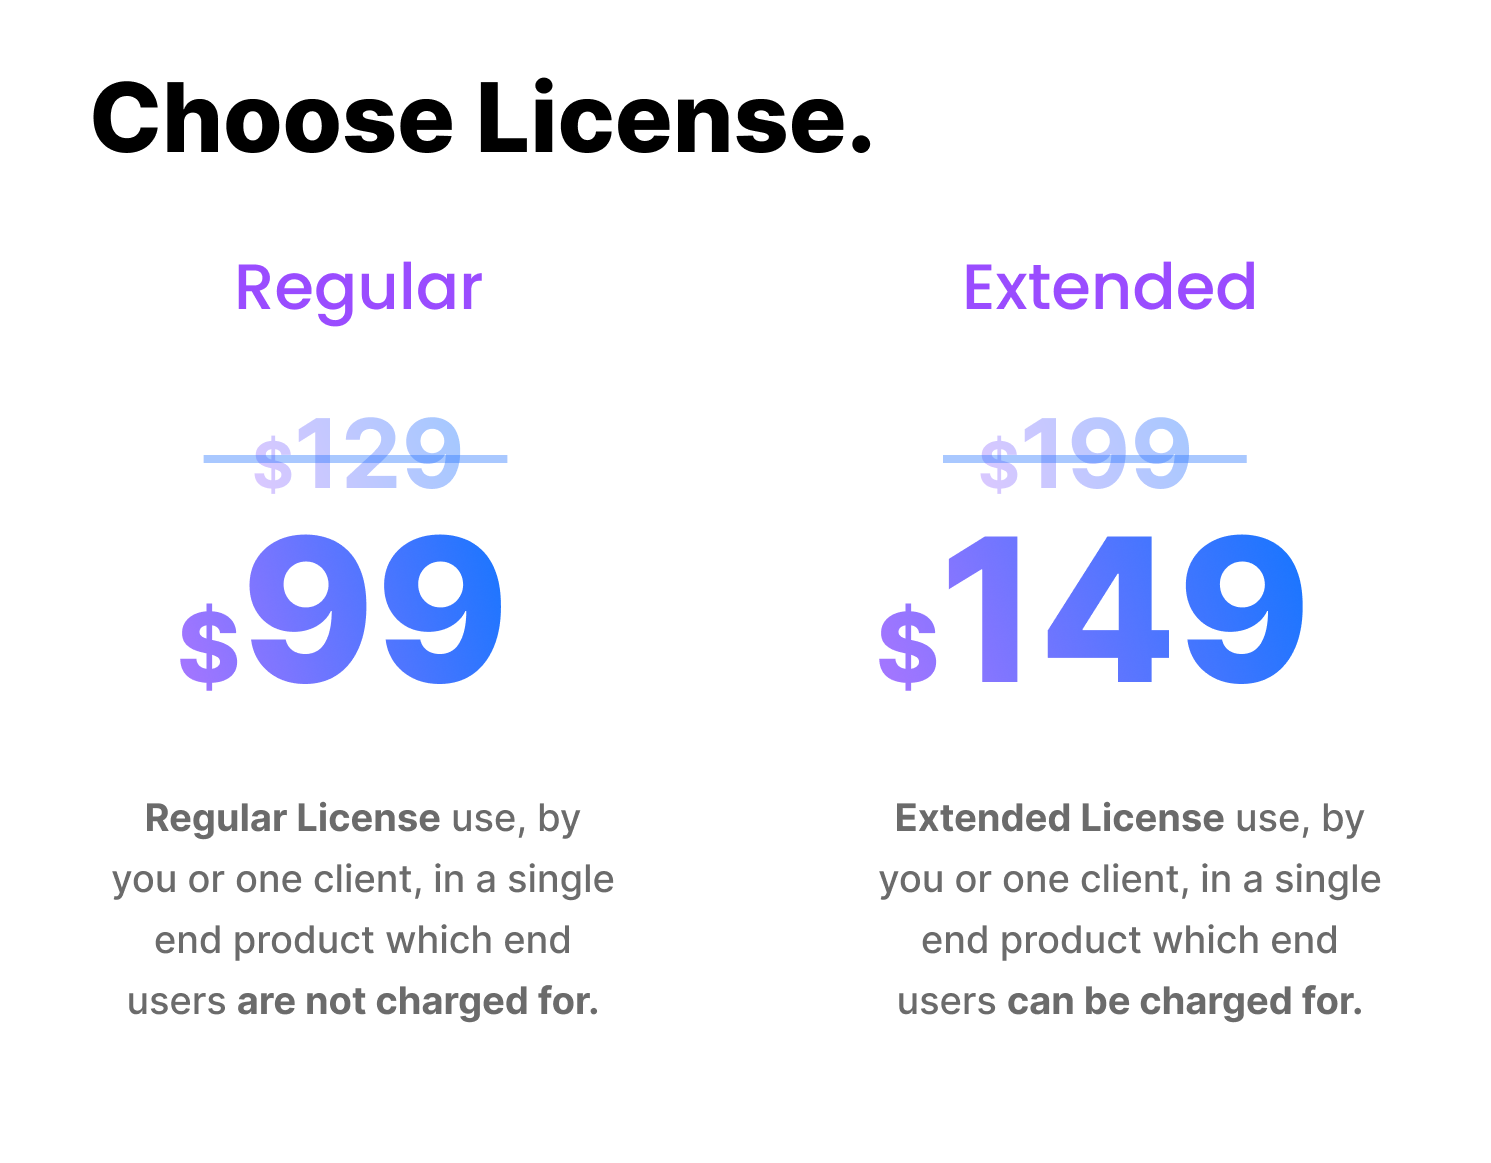 Choose License.
Regular
$129
$99
Regular License use, by
you or one client, in a single
end product which end
users are not charged for.
Extended
$199
$149
Extended License use, by
you or one client, in a single
end product which end
users can be charged for.